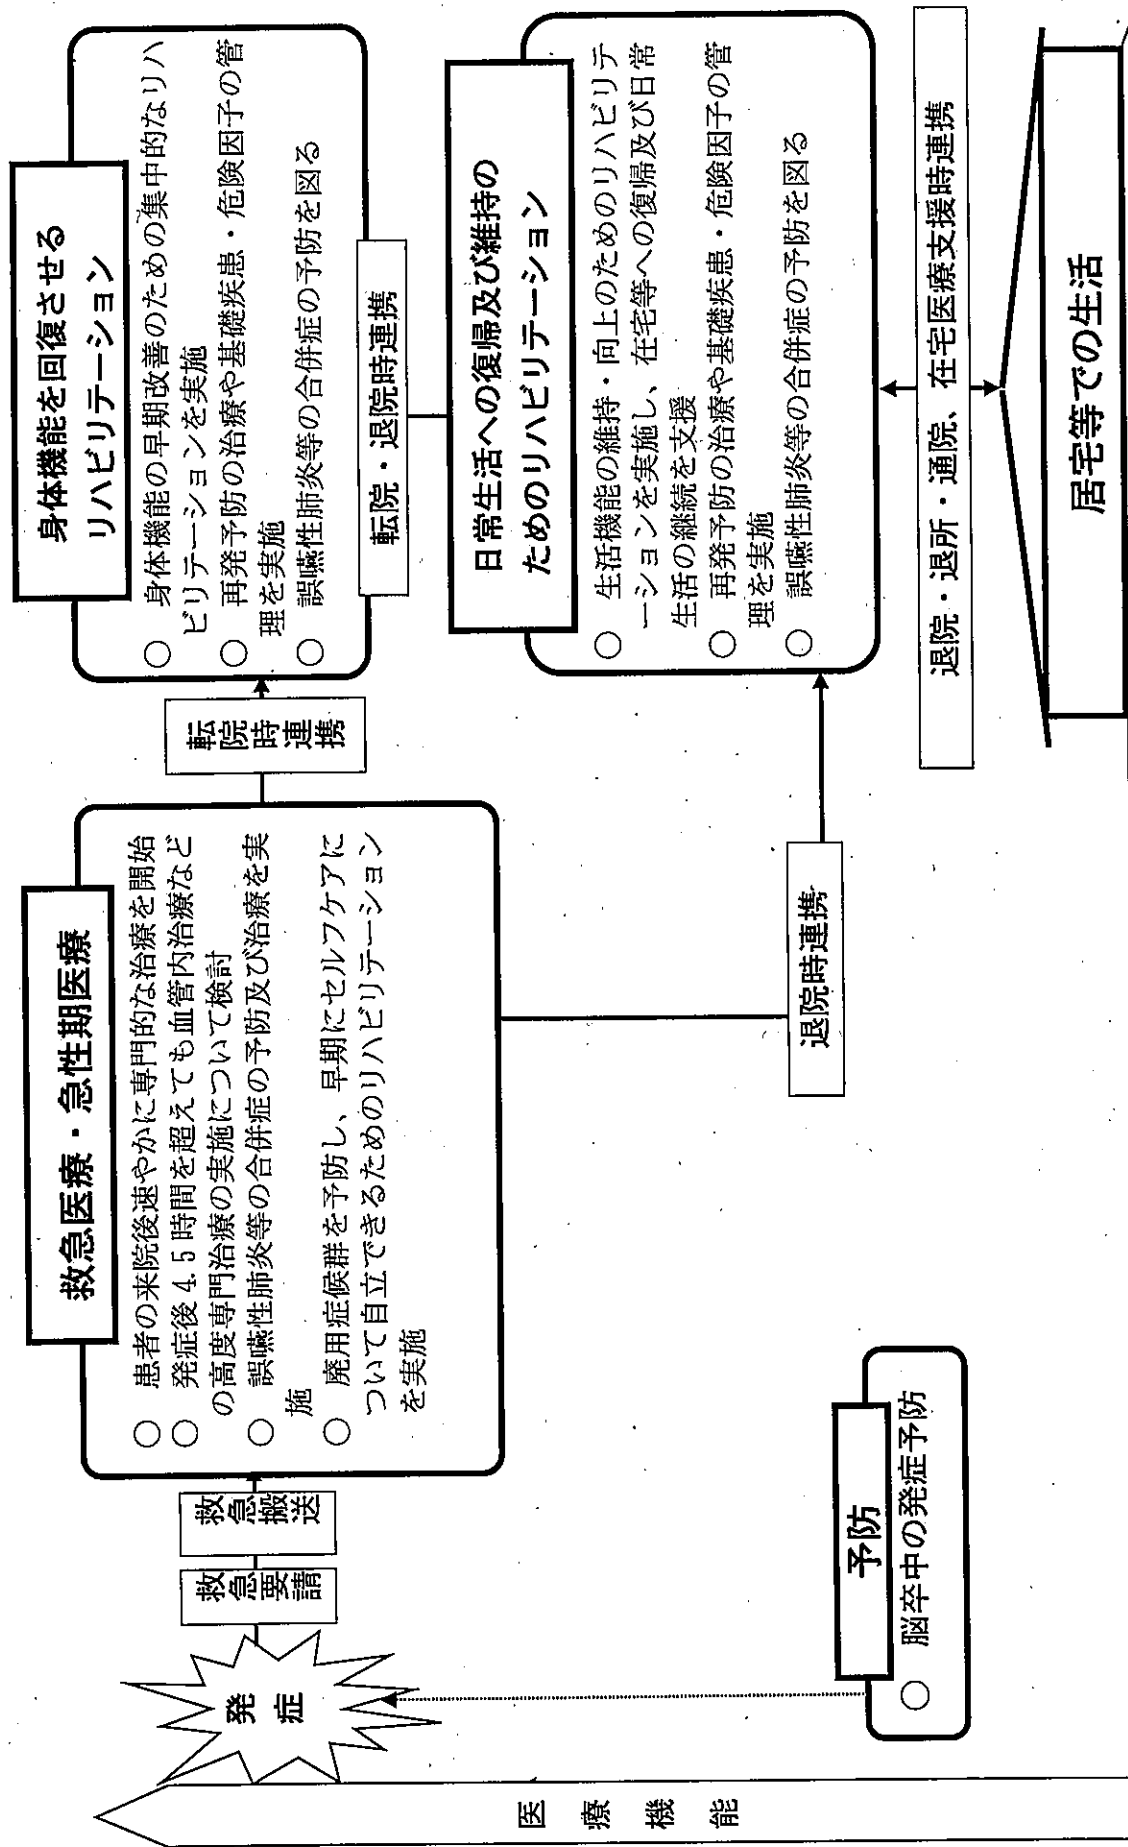 医療機能
発
症
救急要請
救急搬送
救急医療・急性期医療
○ 患者の来院後速やかに専門的な治療を開始
○ 発症後4.5時間を超えても血管内治療など
の高度専門治療の実施について検討
○ 誤嚥性肺炎等の合併症の予防及び治療を実
施
○ 廃用症候群を予防し、早期にセルフケアに
ついて自立できるためのリハビリテーション
を実施
転院時連携
身体機能を回復させる
リハビリテーション
○ 身体機能の早期改善のための集中的なリハ
ビリテーションを実施
○ 再発予防の治療や基礎疾患・危険因子の管
理を実施
○ 誤嚥性肺炎等の合併症の予防を図る
転院・退院時連携
日常生活への復帰及び維持の
ためのリハビリテーション
○ 生活機能の維持・向上のためのリハビリテ
ーションを実施し、在宅等への復帰及び日常
生活の継続を支援
○ 再発予防の治療や基礎疾患・危険因子の管
理を実施
○ 誤嚥性肺炎等の合併症の予防を図る
退院時連携
予防
○ 脳卒中の発症予防
退院・退所・通院、在宅医療支援時連携
居宅等での生活